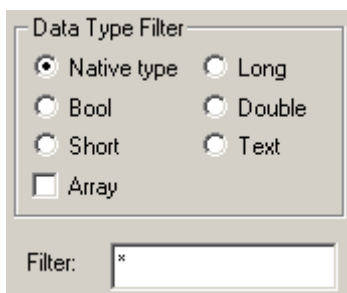 Data Type Filter
Native type Long
Bool Double
Short Text
Array
Filter: *